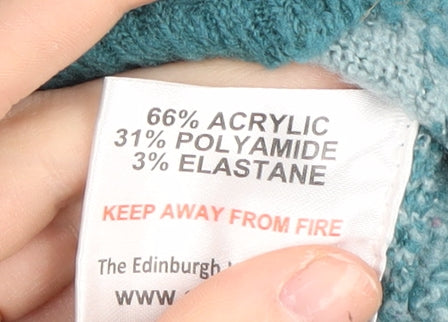 66% ACRYLIC
31% POLYAMIDE
3% ELASTANE
KEEP AWAY FROM FIRE
The Edinburgh
www